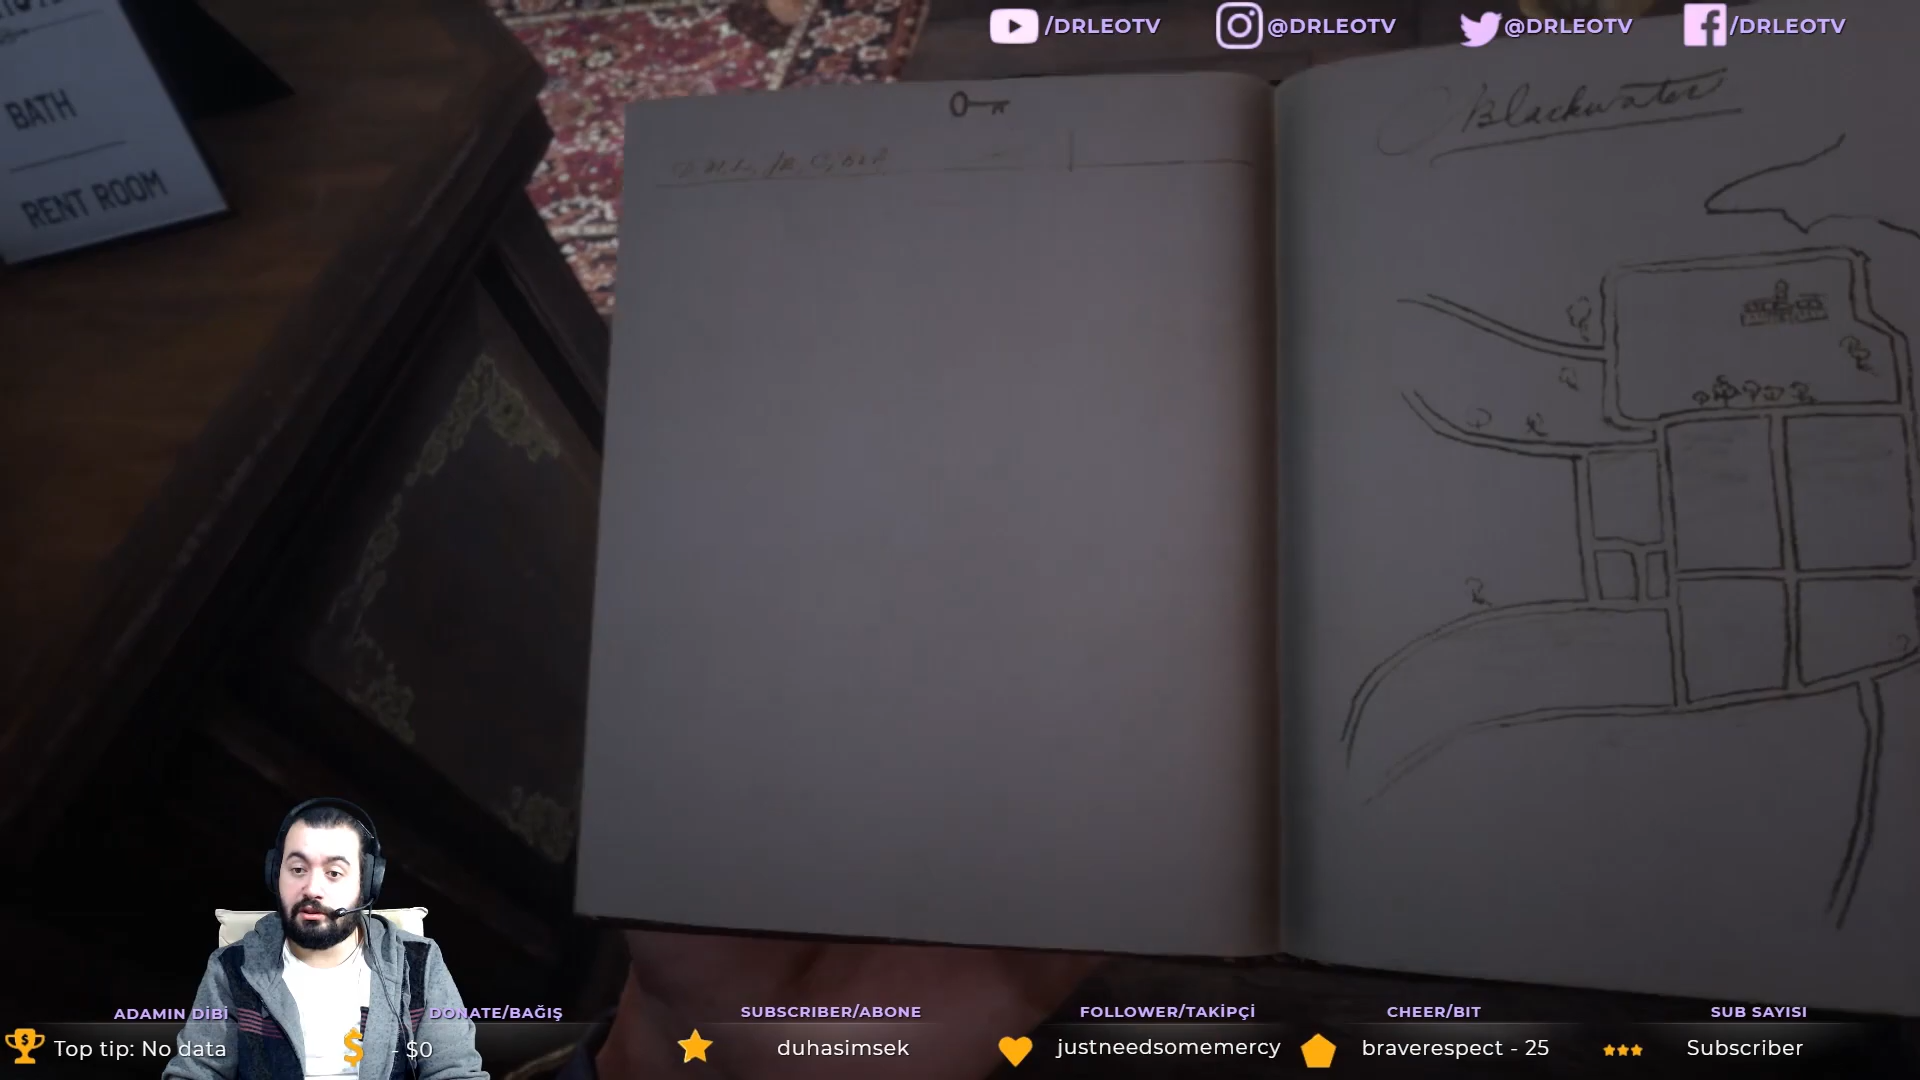 /DRLEOTV
@DRLEOTV
@DRLEOTV
/DRLEOTV
BATH
RENT ROOM
Blackwater
ADAMIN DİBİ
Top tip: No data
DONATE/BAĞIŞ
- $0
SUBSCRIBER/ABONE
duhasimsek
FOLLOWER/TAKİPÇİ
justneedsomemercy
CHEER/BIT
braverespect - 25
SUB SAYISI
Subscriber